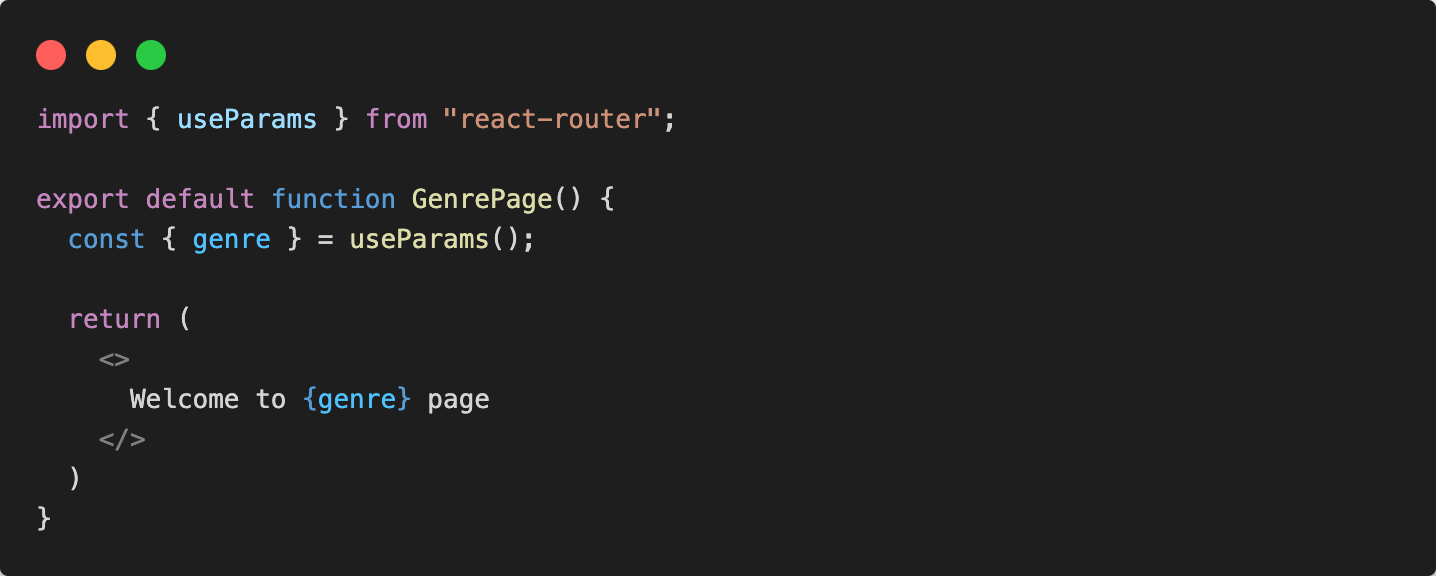 import { useParams } from "react-router";
export default function GenrePage() {
const { genre } = useParams();
return (
<>
Welcome to {genre} page
</>
)
}